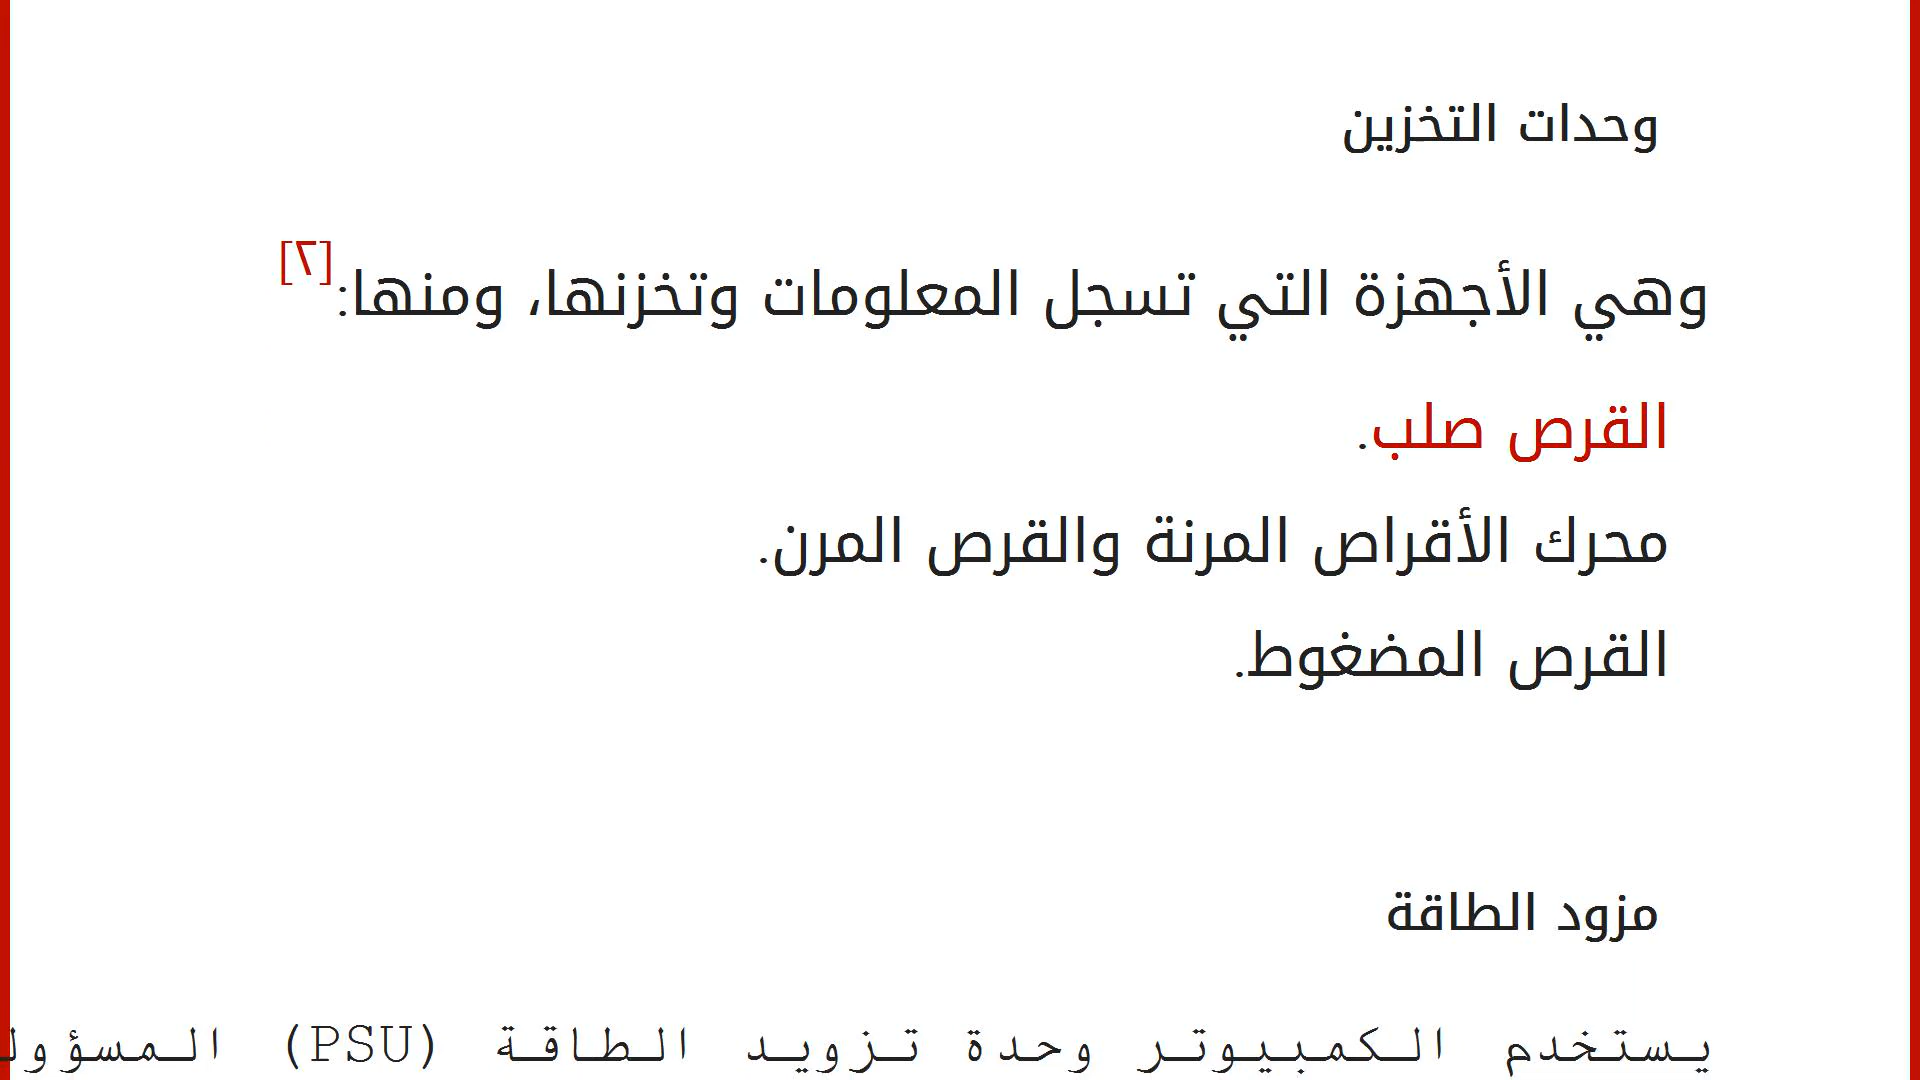 وحدات التخزين
وهي الأجهزة التي تسجل المعلومات وتخزنها، ومنها:[٢]
القرص صلب.
محرك الأقراص المرنة والقرص المرن.
القرص المضغوط.
مزود الطاقة
يستخدم الكمبيوتر وحدة تزويد الطاقة (PSU)